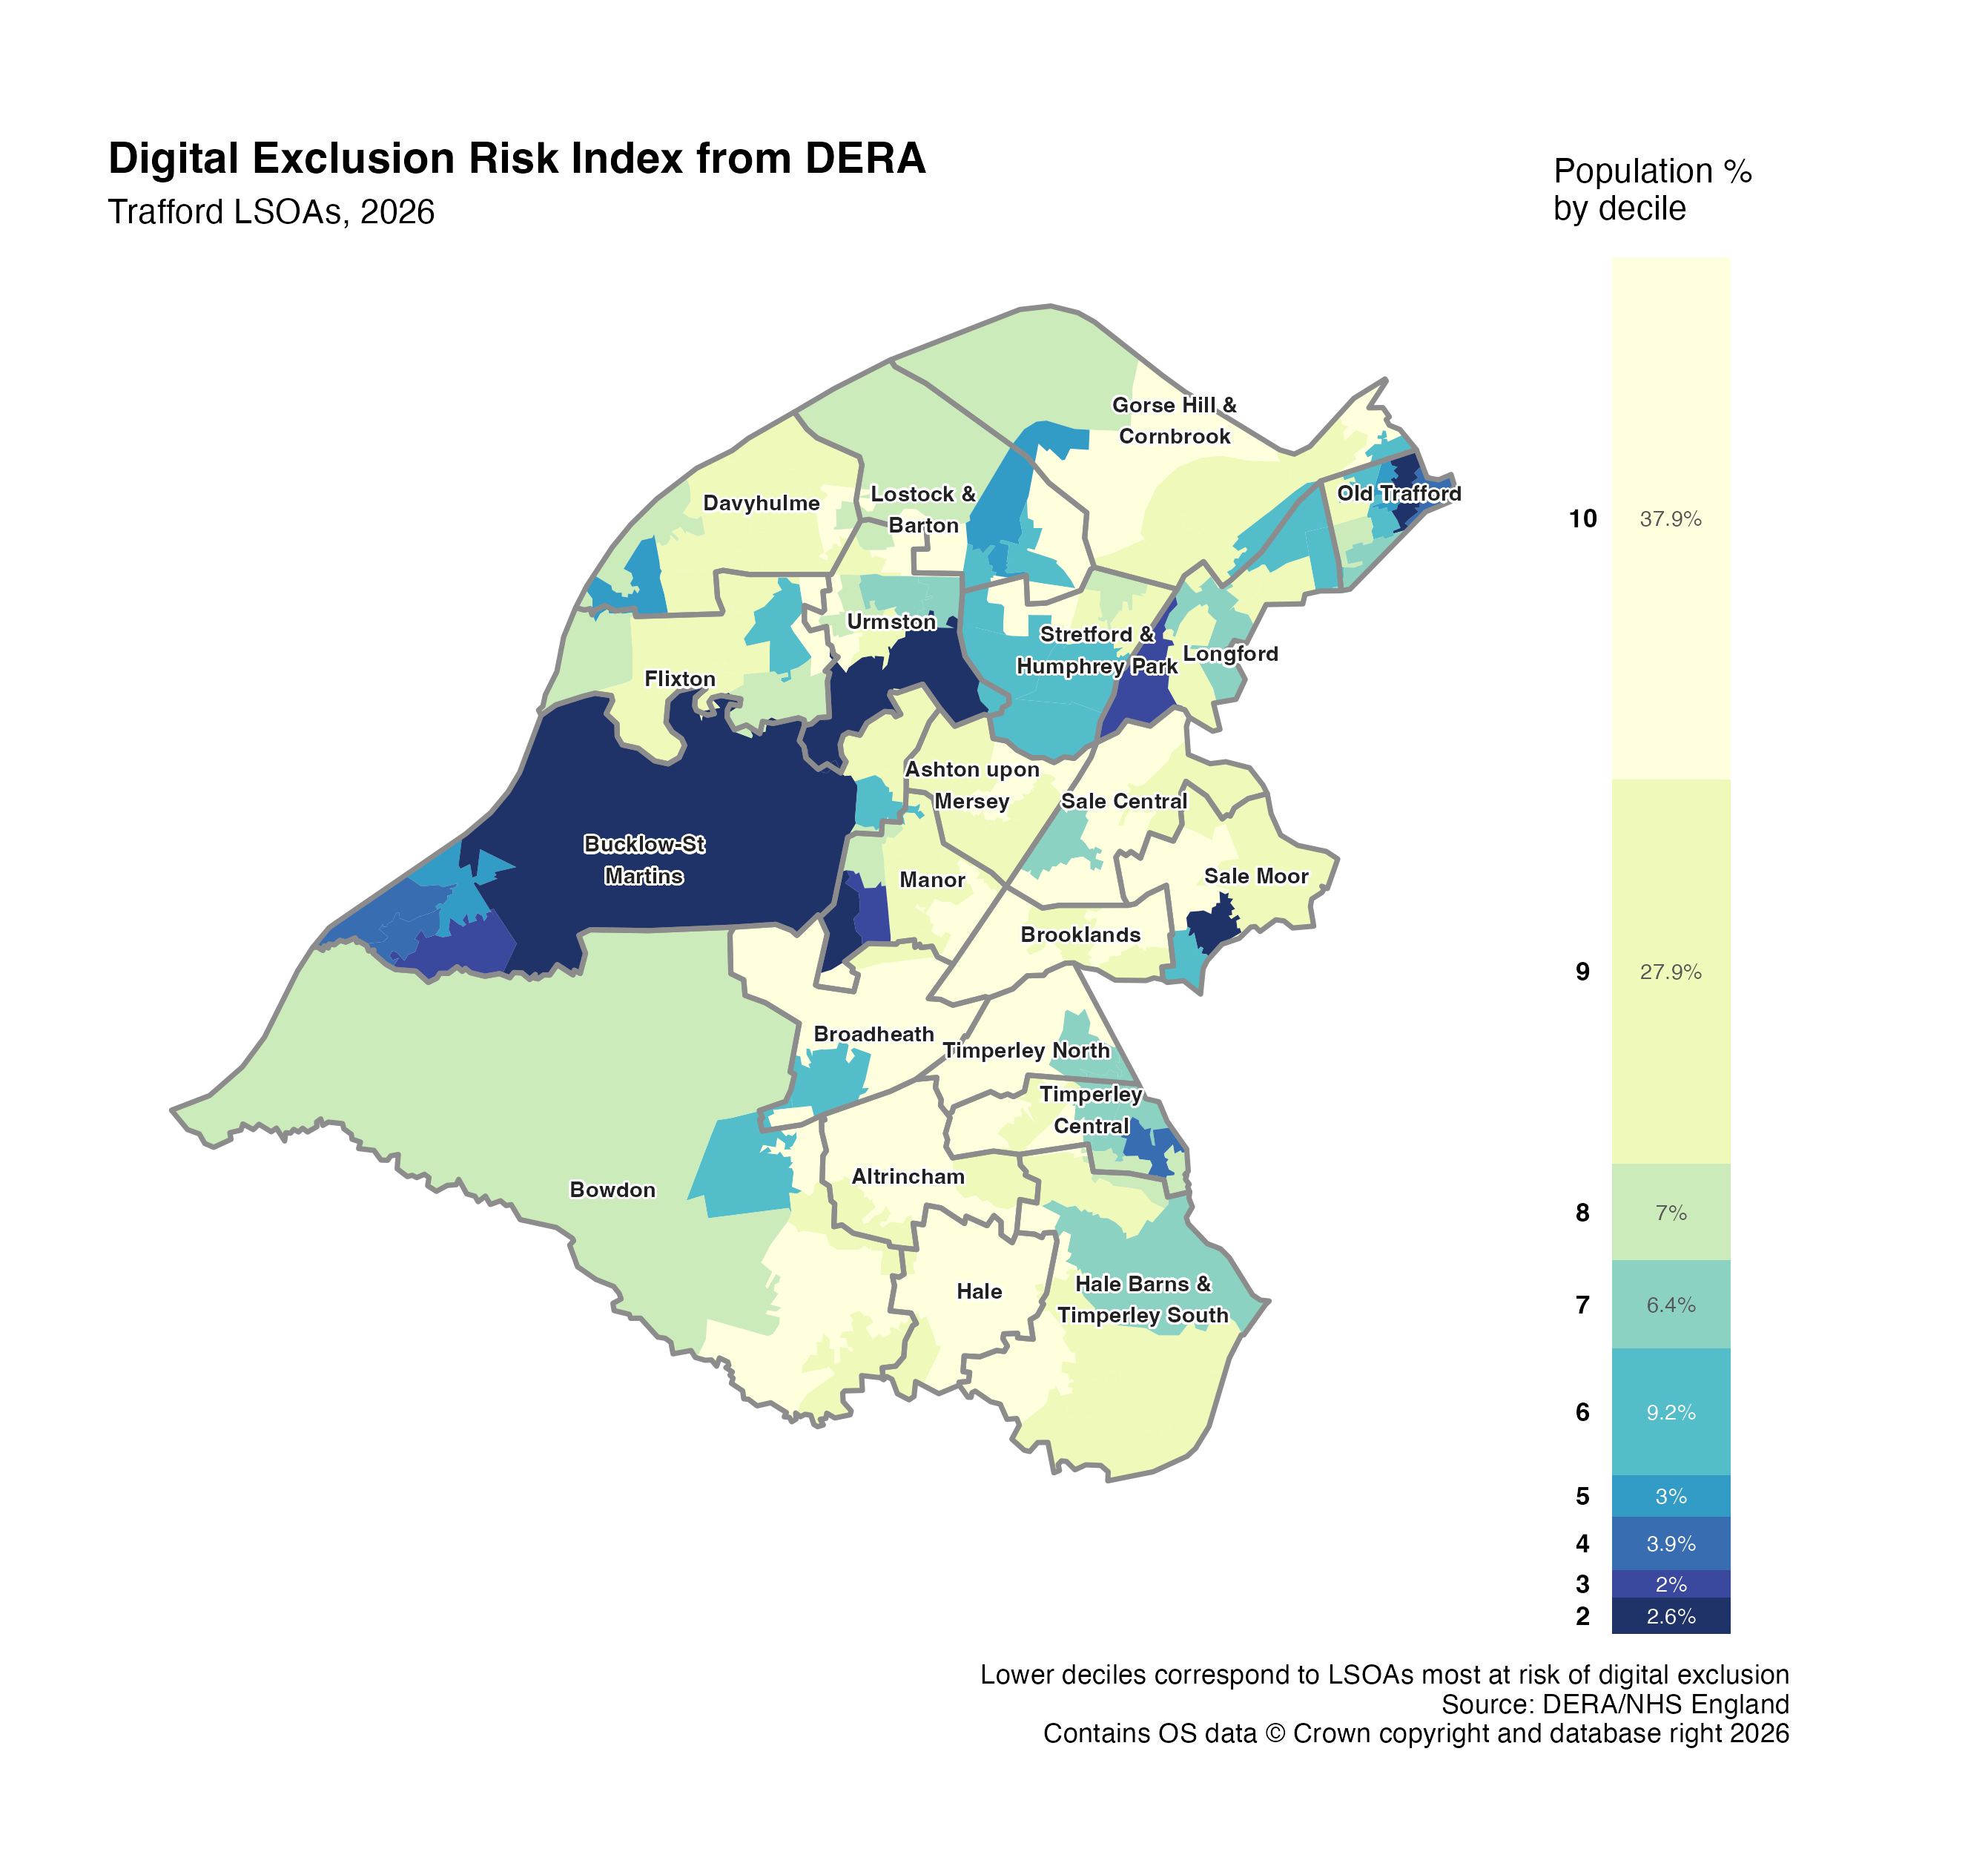 Digital Exclusion Risk Index from DERA
Trafford LSOAs, 2026
Population %
by decile
Gorse Hill &
Cornbrook
Old Trafford
Davyhulme
Lostock &
Barton
Urmston
Stretford &
Humphrey Park
Longford
Flixton
Ashton upon
Mersey
Sale Central
Bucklow-St
Martins
Manor
Sale Moor
Brooklands
Broadheath
Timperley North
Timperley
Central
Altrincham
Bowdon
Hale
Hale Barns &
Timperley South
10 37.9%
9 27.9%
8 7%
7 6.4%
6 9.2%
5 3%
4 3.9%
3 2%
2 2.6%
Lower deciles correspond to LSOAs most at risk of digital exclusion
Source: DERA/NHS England
Contains OS data © Crown copyright and database right 2026